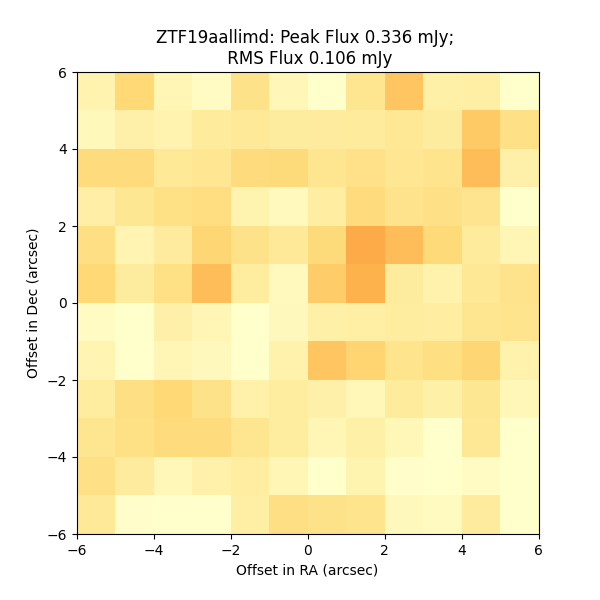 ZTF19aallimd: Peak Flux 0.336 mJy;
RMS Flux 0.106 mJy
6
4
2
0
−2
−4
−6
Offset in Dec (arcsec)
−6 −4 −2 0 2 4 6
Offset in RA (arcsec)